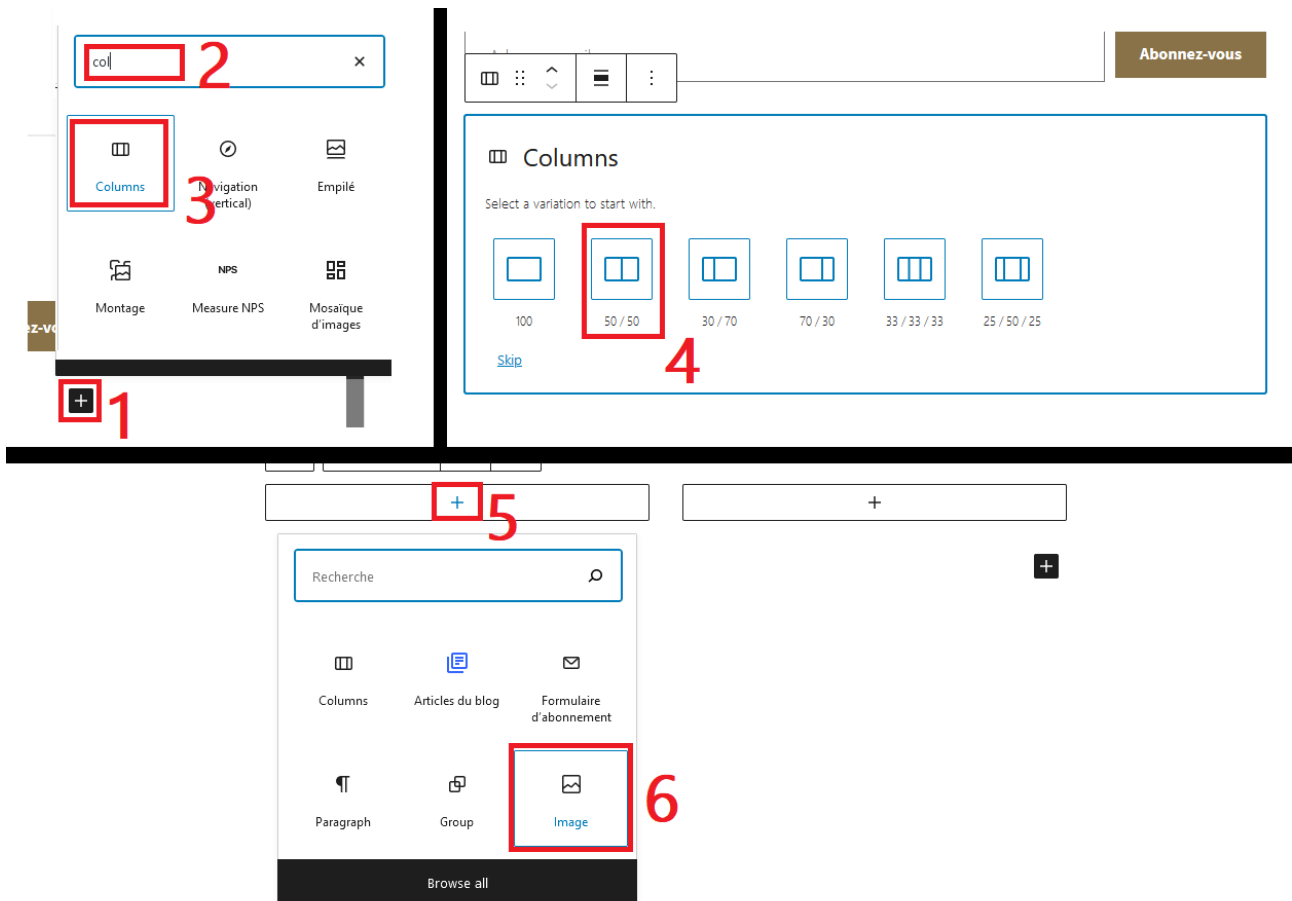 col
2
Columns
Navigation
(vertical)
Empilé
3
NPS
Montage
Measure NPS
Mosaïque
d'images
1
Abonnez-vous
Columns
Select a variation to start with.
100
50 / 50
30 / 70
70 / 30
33 / 33 / 33
25 / 50 / 25
4
Skip
5
Recherche
Columns
Articles du blog
Formulaire
d'abonnement
Paragraph
Group
Image
6
Browse all